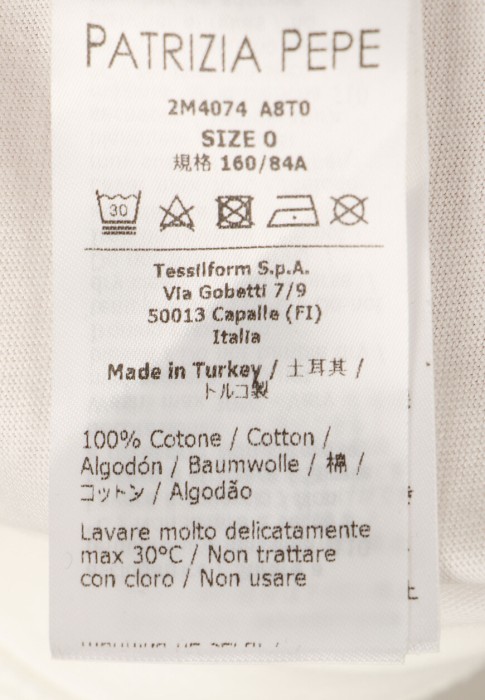 PATRIZIA PEPE
2M4074 A8T0
SIZE 0
規格 160/84A
30
Tessilform S.p.A.
Via Gobetti 7/9
50013 Capalle (FI)
Italia
Made in Turkey / 土耳其 /
トルコ製
100% Cotone / Cotton /
Algodón / Baumwolle / 棉 /
コットン / Algodão
Lavare molto delicatamente
max 30°C / Non trattare
con cloro / Non usare